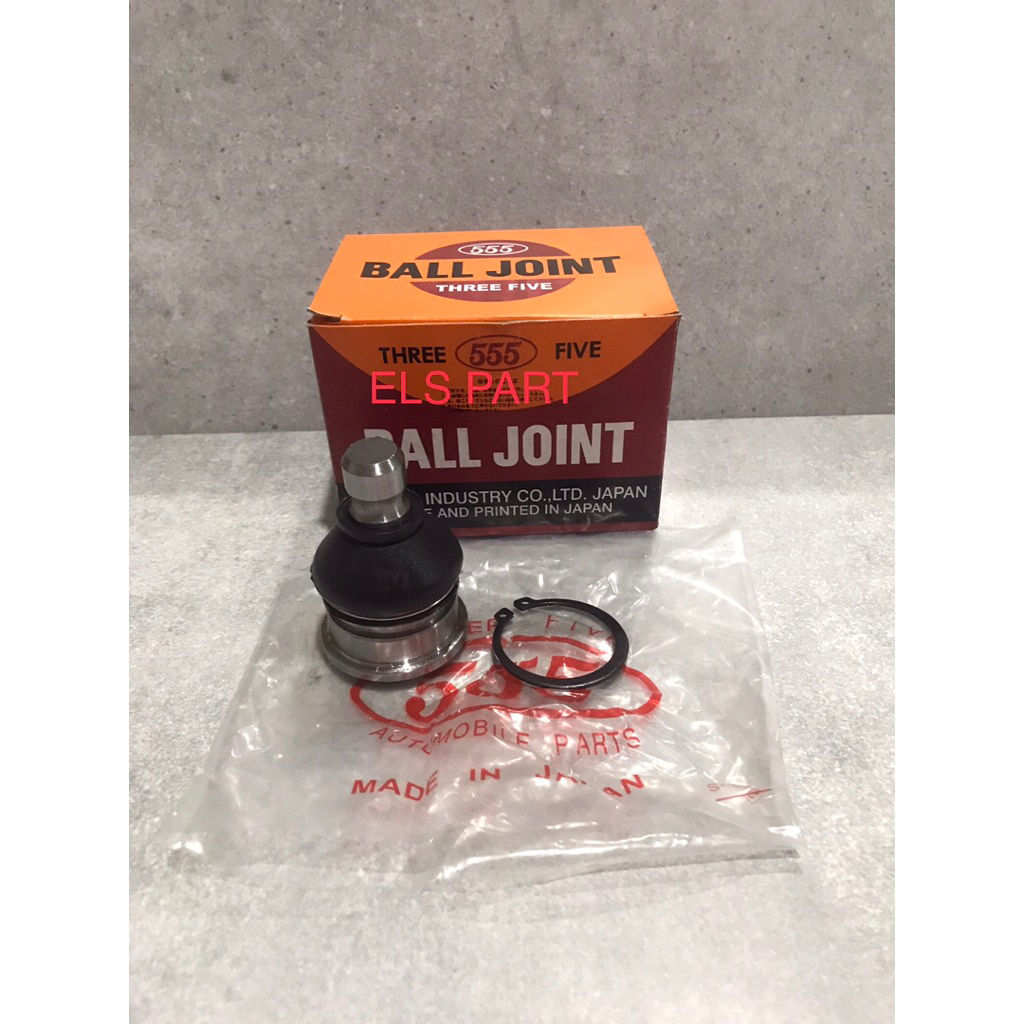 555
BALL JOINT
THREE FIVE
THREE 555 FIVE
ELS PART
BALL JOINT
INDUSTRY CO.,LTD. JAPAN
AND PRINTED IN JAPAN
FIVE
555
AUTOMOBILE PARTS
MADE IN JAPAN